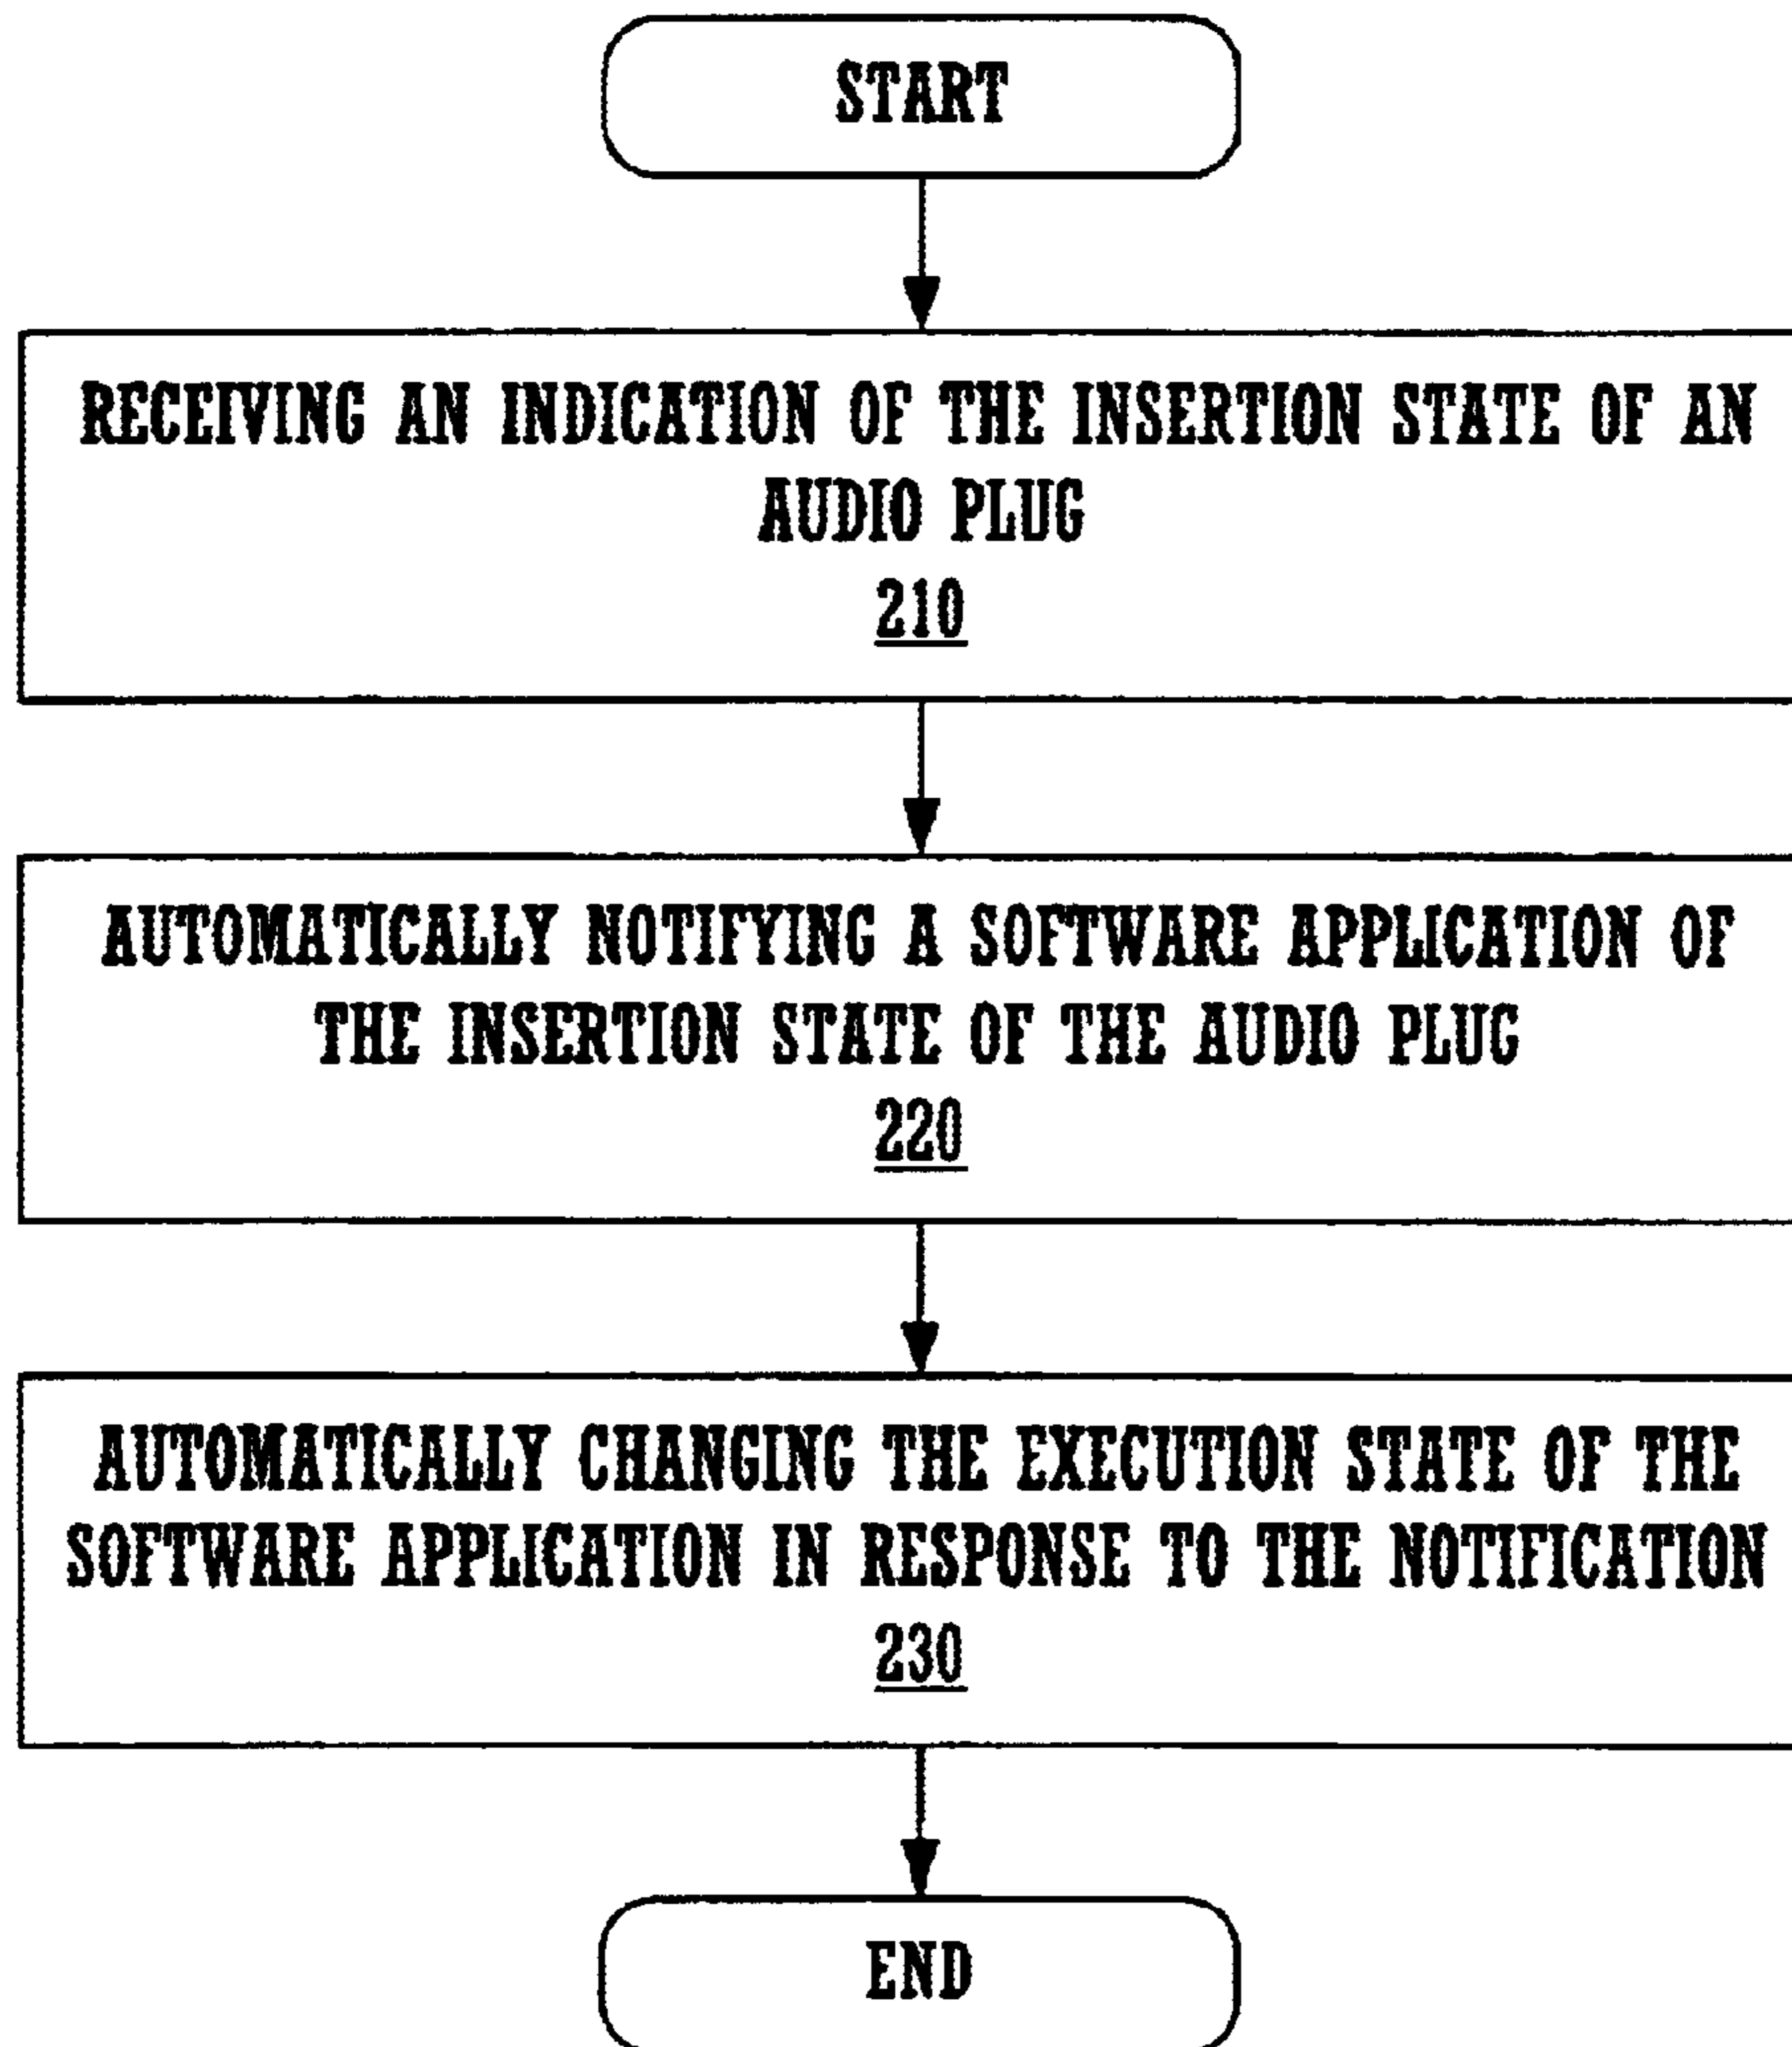 START
RECEIVING AN INDICATION OF THE INSERTION STATE OF AN
AUDIO PLUG
210
AUTOMATICALLY NOTIFYING A SOFTWARE APPLICATION OF
THE INSERTION STATE OF THE AUDIO PLUG
220
AUTOMATICALLY CHANGING THE EXECUTION STATE OF THE
SOFTWARE APPLICATION IN RESPONSE TO THE NOTIFICATION
230
END